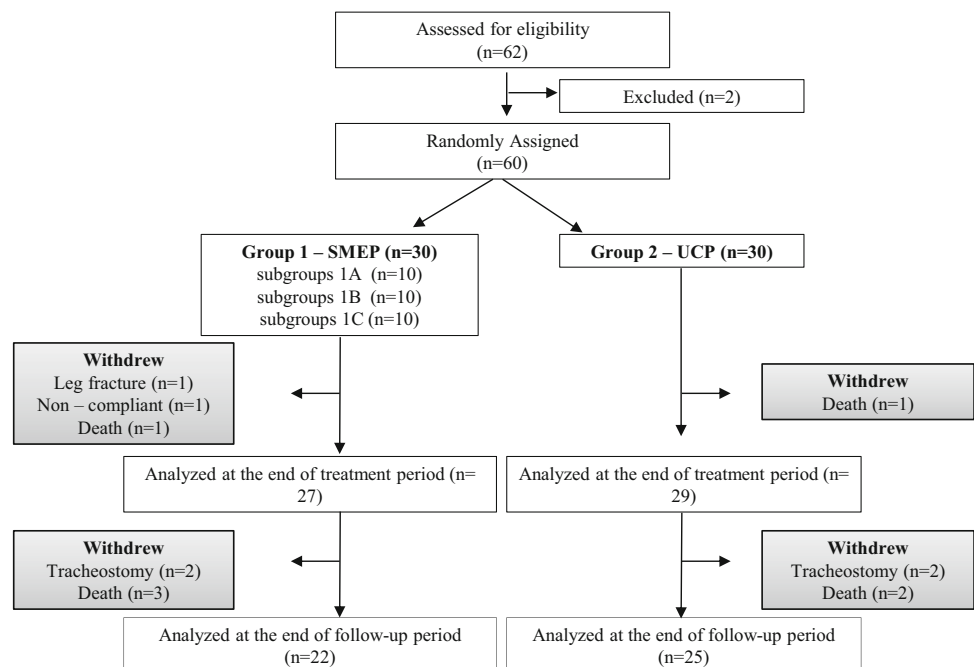 Assessed for eligibility
(n=62)
Excluded (n=2)
Randomly Assigned
(n=60)
Group 1 – SMEP (n=30)
subgroups 1A (n=10)
subgroups 1B (n=10)
subgroups 1C (n=10)
Group 2 – UCP (n=30)
Withdrew
Leg fracture (n=1)
Non – compliant (n=1)
Death (n=1)
Withdrew
Death (n=1)
Analyzed at the end of treatment period (n=
27)
Analyzed at the end of treatment period (n=
29)
Withdrew
Tracheostomy (n=2)
Death (n=3)
Withdrew
Tracheostomy (n=2)
Death (n=2)
Analyzed at the end of follow-up period
(n=22)
Analyzed at the end of follow-up period
(n=25)